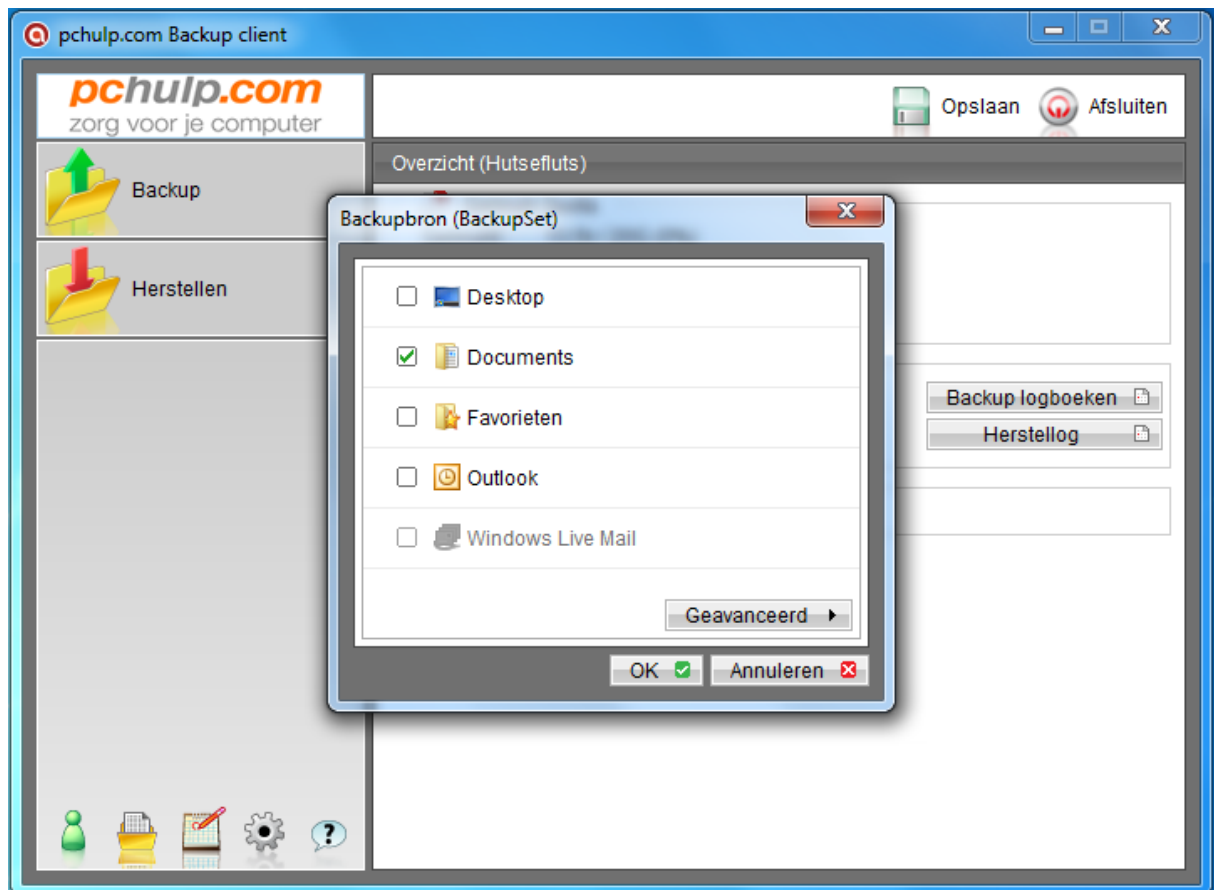 pchulp.com Backup client
pchulp.com
zorg voor je computer
Opslaan
Afsluiten
Backup
Herstellen
Overzicht (Hutsefluts)
Backupbron (BackupSet)
Desktop
Documents
Favorieten
Outlook
Windows Live Mail
Geavanceerd
OK
Annuleren
Backup logboeken
Herstellog